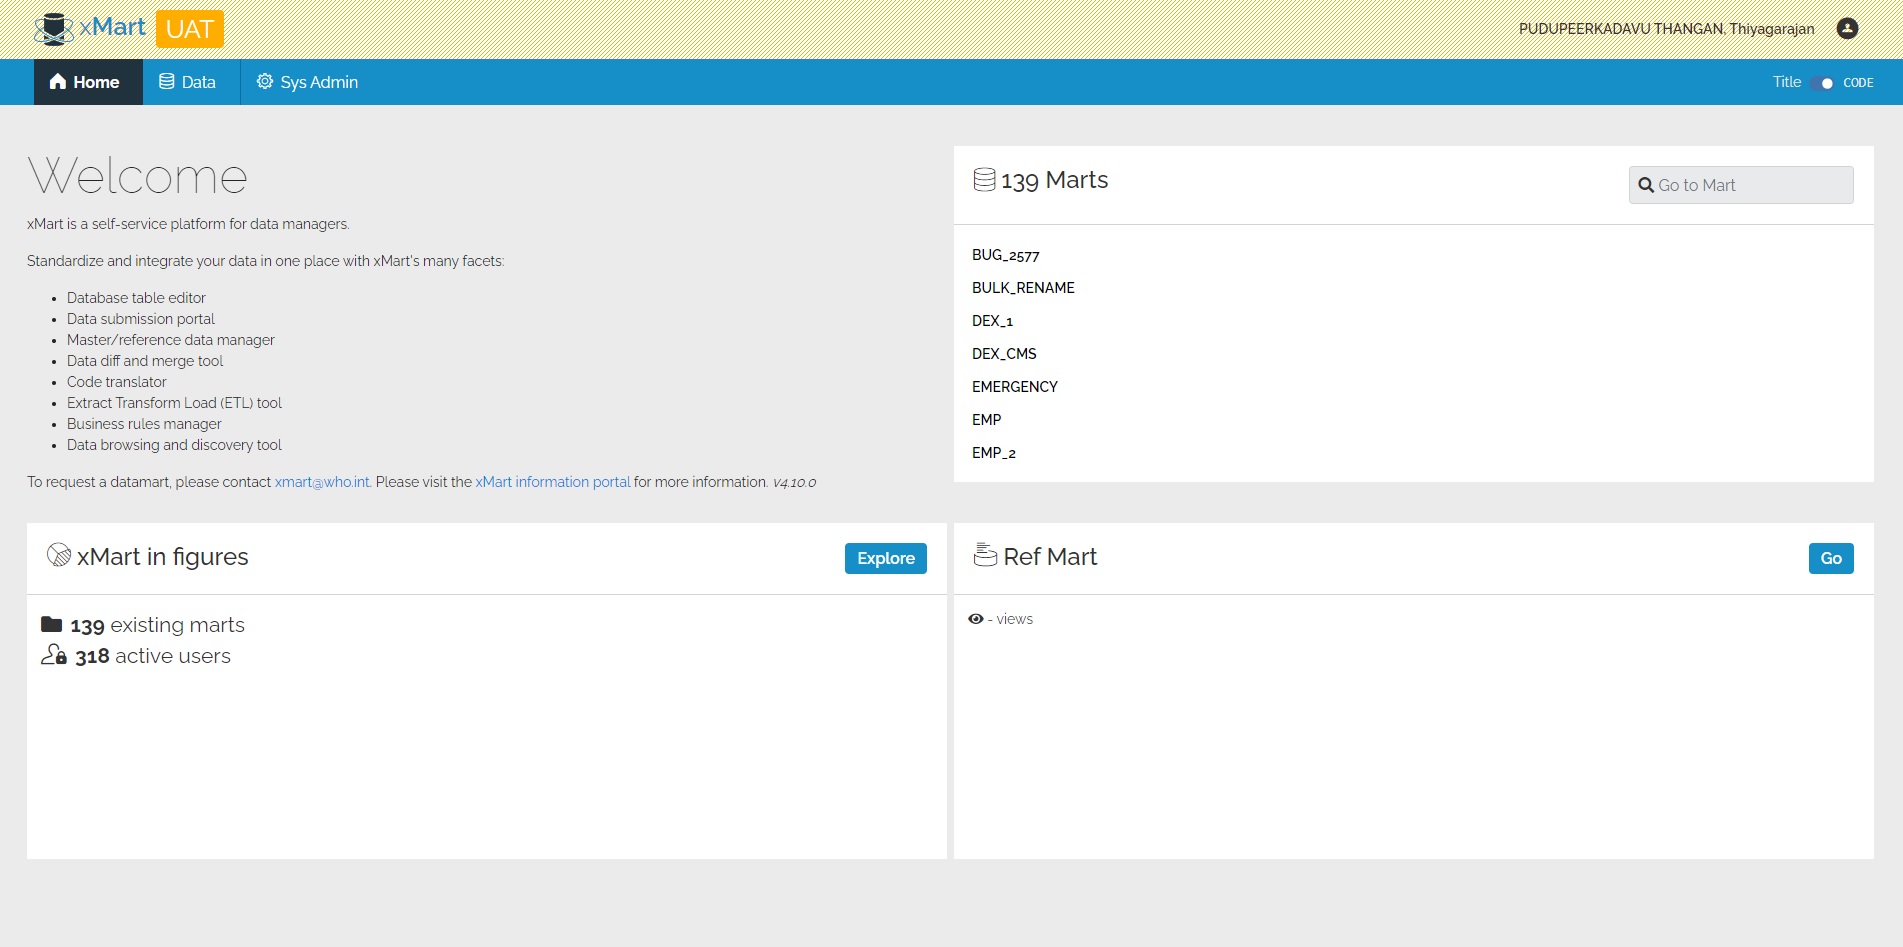 xMart UAT
PUDUPEERKADAVU THANGAN, Thiyagarajan
Home
Data
Sys Admin
Title
CODE
Welcome
xMart is a self-service platform for data managers.
Standardize and integrate your data in one place with xMart's many facets:
Database table editor
Data submission portal
Master/reference data manager
Data diff and merge tool
Code translator
Extract Transform Load (ETL) tool
Business rules manager
Data browsing and discovery tool
To request a datamart, please contact xmart@who.int. Please visit the xMart information portal for more information. v4.10.0
139 Marts
Go to Mart
BUG_2577
BULK_RENAME
DEX_1
DEX_CMS
EMERGENCY
EMP
EMP_2
xMart in figures
Explore
139 existing marts
318 active users
Ref Mart
Go
- views